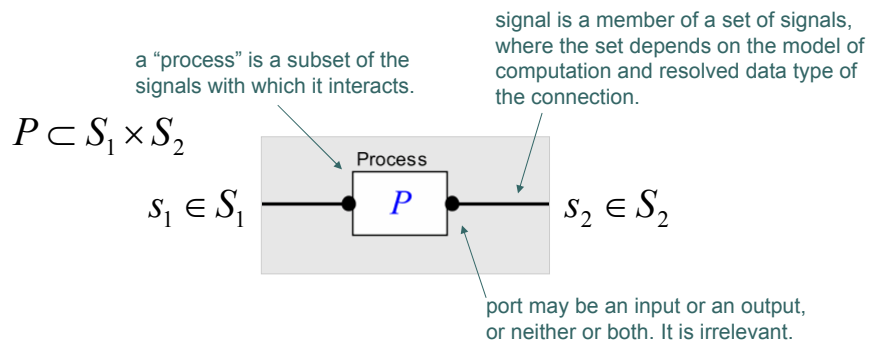 signal is a member of a set of signals,
where the set depends on the model of
computation and resolved data type of
the connection.
a “process” is a subset of the
signals with which it interacts.
P ⊂ S₁ × S₂
Process
s₁ ∈ S₁
P
s₂ ∈ S₂
port may be an input or an output,
or neither or both. It is irrelevant.